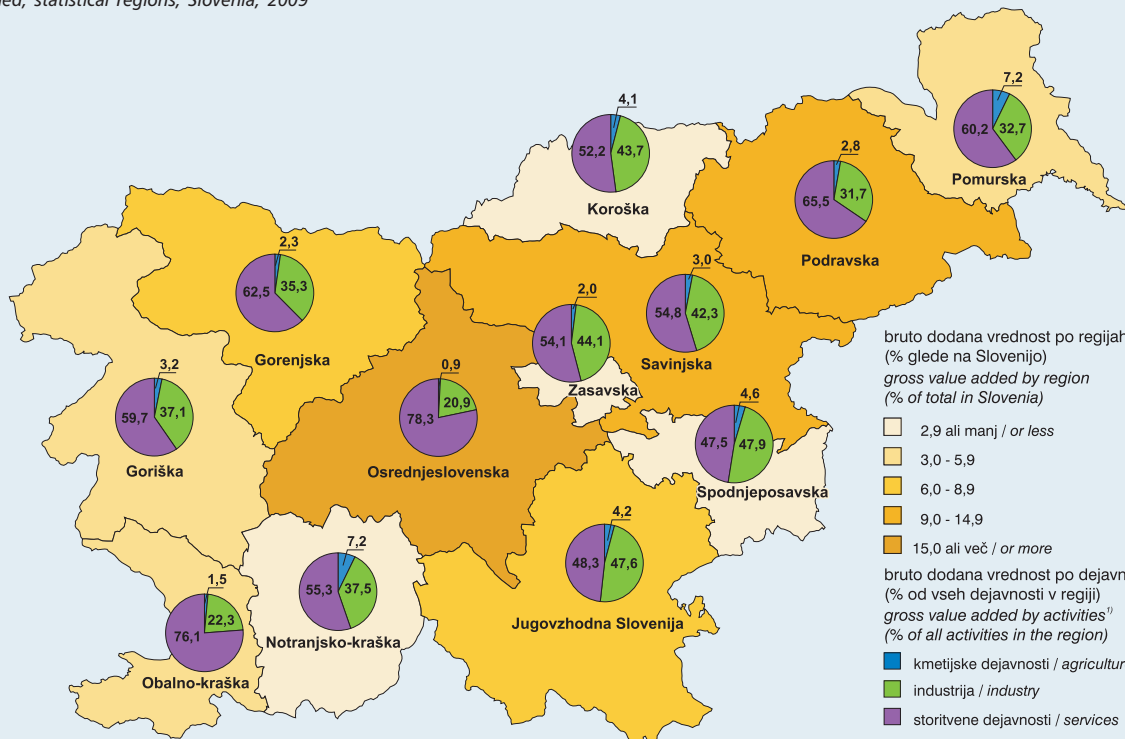 statistical regions, Slovenia, 2009
7,2
60,2 32,7
Pomurska
4,1
52,2 43,7
Koroška
2,8
65,5 31,7
Podravska
2,3
62,5 35,3
Gorenjska
3,0
54,8 42,3
Savinjska
2,0
54,1 44,1
Zasavska
3,2
59,7 37,1
Goriška
0,9
78,3 20,9
Osrednjeslovenska
4,6
47,5 47,9
Spodnjeposavska
4,2
48,3 47,6
Jugovzhodna Slovenija
7,2
55,3 37,5
Notranjsko-kraška
1,5
76,1 22,3
Obalno-kraška
bruto dodana vrednost po regijah
(% glede na Slovenijo)
gross value added by region
(% of total in Slovenia)
2,9 ali manj / or less
3,0 - 5,9
6,0 - 8,9
9,0 - 14,9
15,0 ali več / or more
bruto dodana vrednost po dejavn
(% od vseh dejavnosti v regiji)
gross value added by activities¹⁾
(% of all activities in the region)
kmetijske dejavnosti / agricultur
industrija / industry
storitvene dejavnosti / services